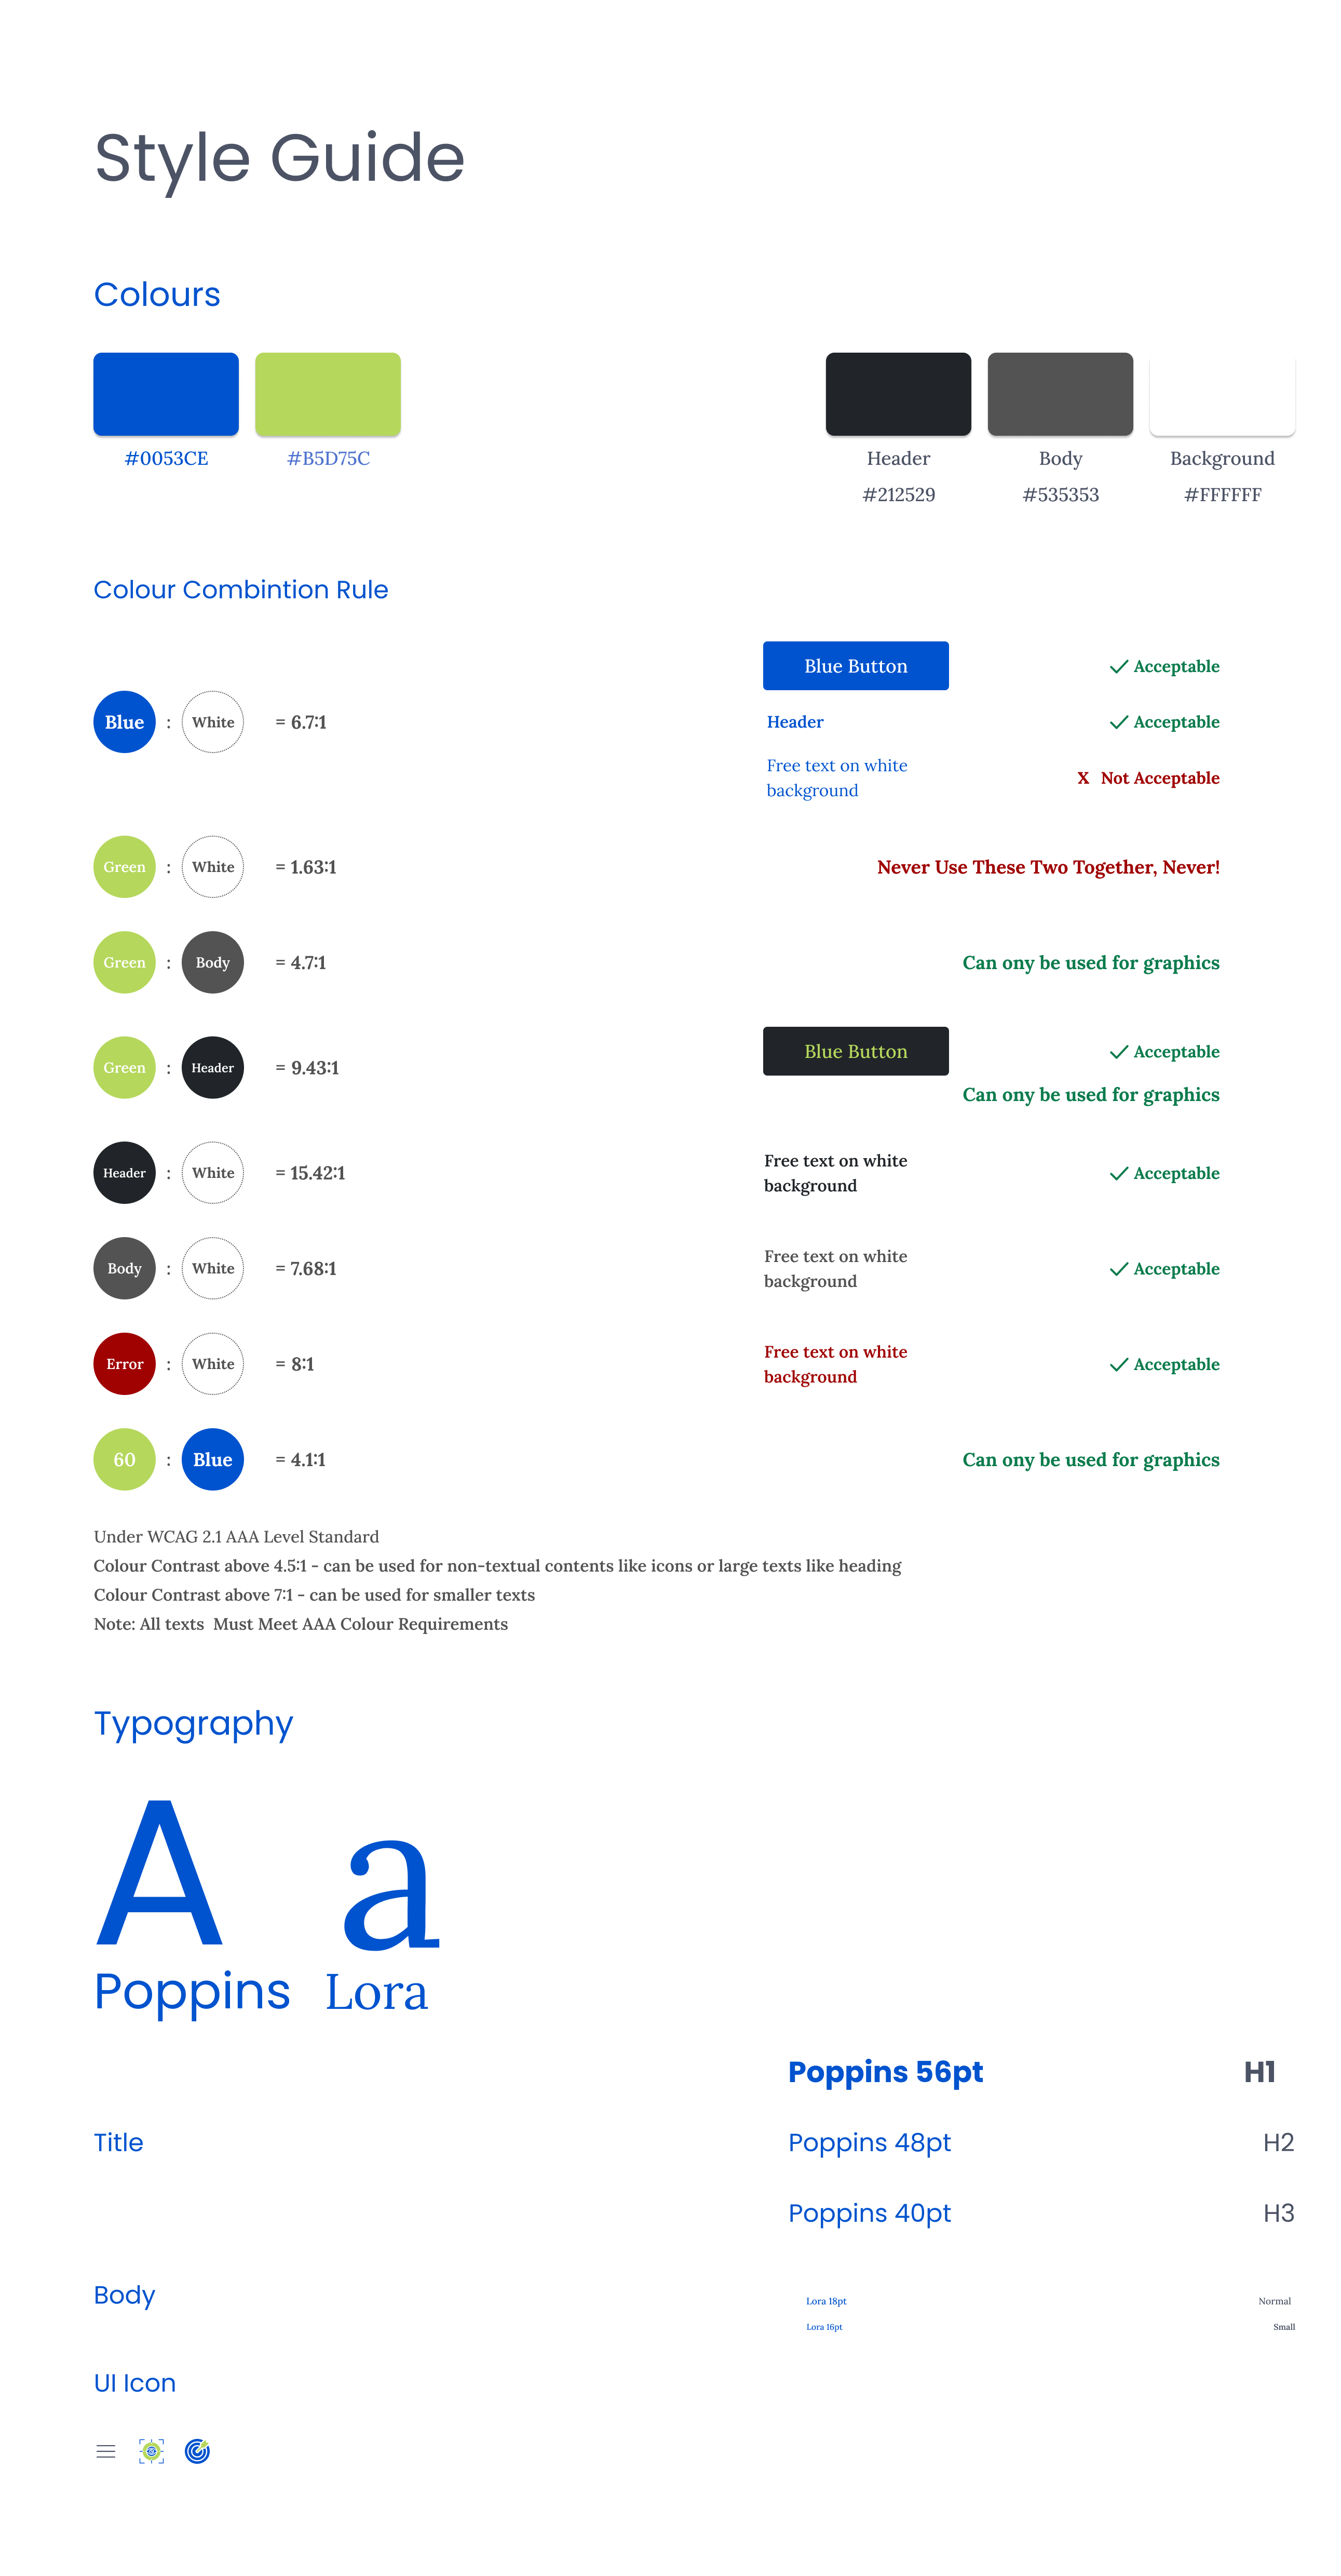 Style Guide
Colours
#0053CE
#B5D75C
Header
#212529
Body
#535353
Background
#FFFFFF
Colour Combintion Rule
Blue : White = 6.7:1
Blue Button
Acceptable
Header
Acceptable
Free text on white
background
X Not Acceptable
Green : White = 1.63:1
Never Use These Two Together, Never!
Green : Body = 4.7:1
Can ony be used for graphics
Green : Header = 9.43:1
Blue Button
Acceptable
Can ony be used for graphics
Header : White = 15.42:1
Free text on white
background
Acceptable
Body : White = 7.68:1
Free text on white
background
Acceptable
Error : White = 8:1
Free text on white
background
Acceptable
60 : Blue = 4.1:1
Can ony be used for graphics
Under WCAG 2.1 AAA Level Standard
Colour Contrast above 4.5:1 - can be used for non-textual contents like icons or large texts like heading
Colour Contrast above 7:1 - can be used for smaller texts
Note: All texts  Must Meet AAA Colour Requirements
Typography
A a
Poppins Lora
Poppins 56pt H1
Title Poppins 48pt H2
Poppins 40pt H3
Body
Lora 18pt Normal
Lora 16pt Small
UI Icon